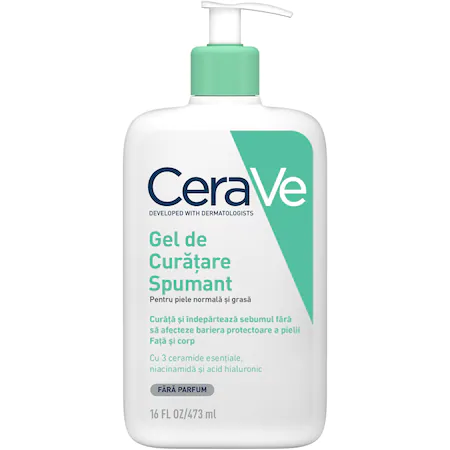 CeraVe
DEVELOPED WITH DERMATOLOGISTS
Gel de
Curățare
Spumant
Pentru piele normală și grasă
Curăță și îndepărtează sebumul fără
să afecteze bariera protectoare a pielii
Față și corp
Cu 3 ceramide esențiale,
niacinamidă și acid hialuronic
FĂRĂ PARFUM
16 FL OZ/473 ml